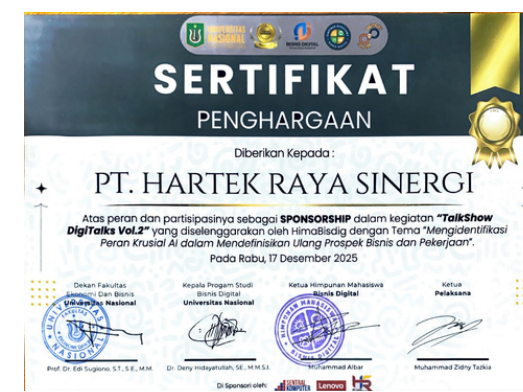 UNIVERSITAS NASIONAL
BISNIS DIGITAL
SERTIFIKAT
PENGHARGAAN
Diberikan Kepada :
PT. HARTEK RAYA SINERGI
Atas peran dan partisipasinya sebagai SPONSORSHIP dalam kegiatan "TalkShow
DigiTalks Vol.2" yang diselenggarakan oleh HimaBisdig dengan Tema "Mengidentifikasi
Peran Krusial AI dalam Mendefinisikan Ulang Prospek Bisnis dan Pekerjaan".
Pada Rabu, 17 Desember 2025
Dekan Fakultas
Ekonomi Dan Bisnis
Universitas Nasional
Prof. Dr. Edi Sugiono, S.T., S.E., M.M.
Kepala Progam Studi
Bisnis Digital
Universitas Nasional
Dr. Deny Hidayatullah, SE., M.M.S.I.
Ketua Himpunan Mahasiswa
Bisnis Digital
Muhammad Albar
Ketua
Pelaksana
Muhammad Zidny Tazkia
Di Sponsori oleh:
SENTRAL KOMPUTER
Lenovo